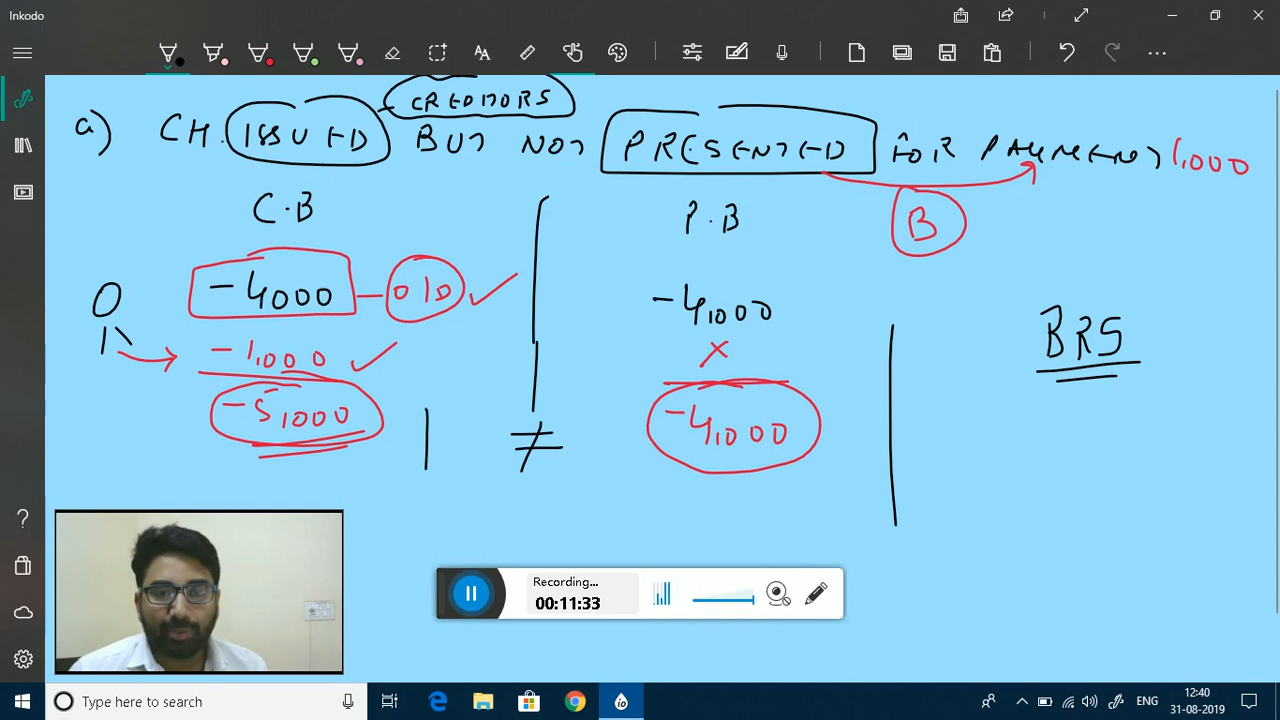 Inkodo
CREDITORS
a) CH. ISSUED BUT NOT PRESENTED FOR PAYMENT 1,000
C.B
P.B
B
-4000 - O/D
-4,000
-1,000
-5,000
≠
-4,000
BRS
Recording...
00:11:33
Type here to search
ENG
12:40
31-08-2019